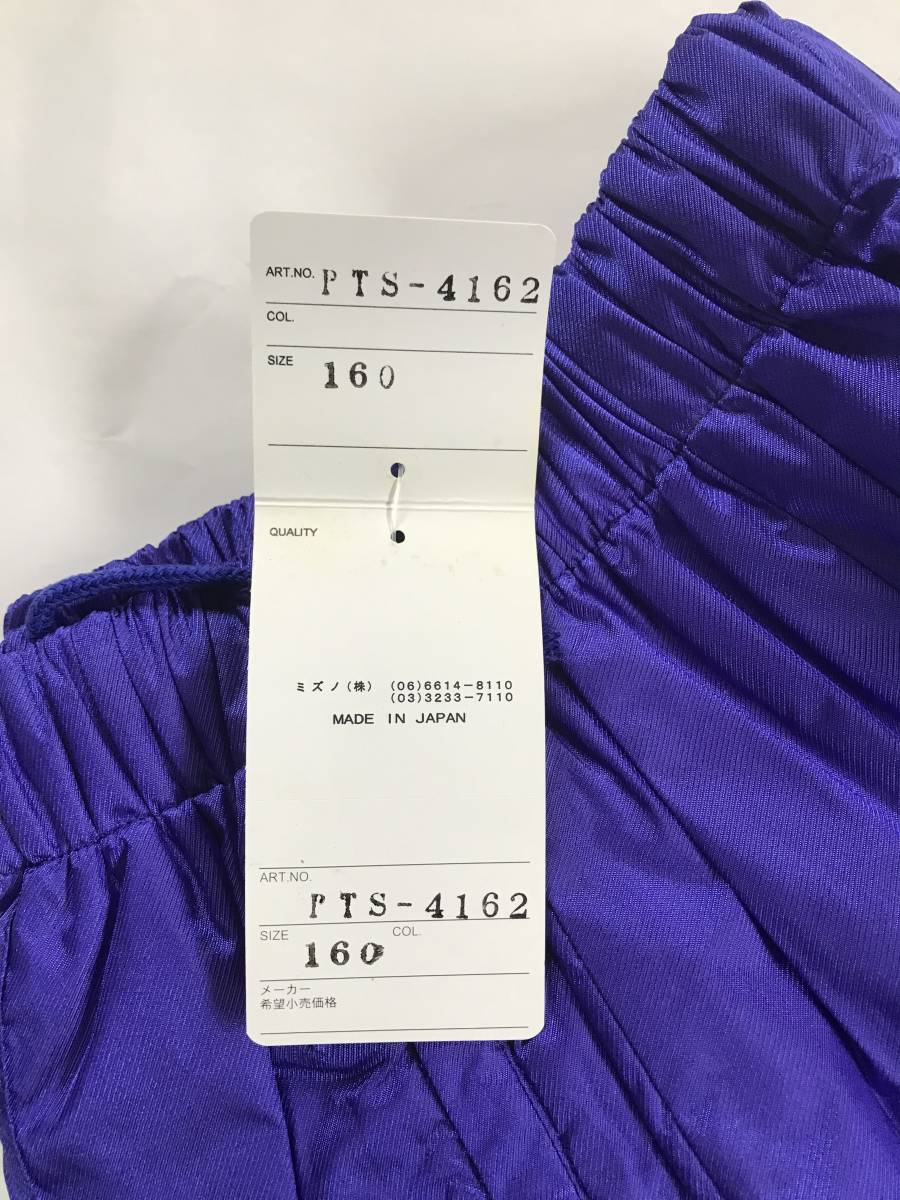 ART.NO. PTS-4162
COL.
SIZE 160
QUALITY
ミズノ(株) (06)6614-8110
(03)3233-7110
MADE IN JAPAN
ART.NO.
PTS-4162
SIZE 160 COL.
メーカー
希望小売価格